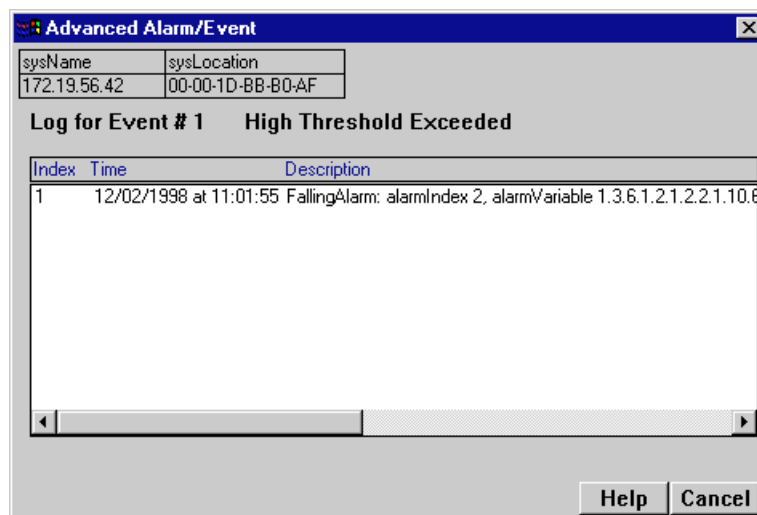 Advanced Alarm/Event
sysName sysLocation
172.19.56.42 00-00-1D-BB-B0-AF
Log for Event # 1 High Threshold Exceeded
Index Time Description
1 12/02/1998 at 11:01:55 FallingAlarm: alarmIndex 2, alarmVariable 1.3.6.1.2.1.2.2.1.10.6
Help Cancel